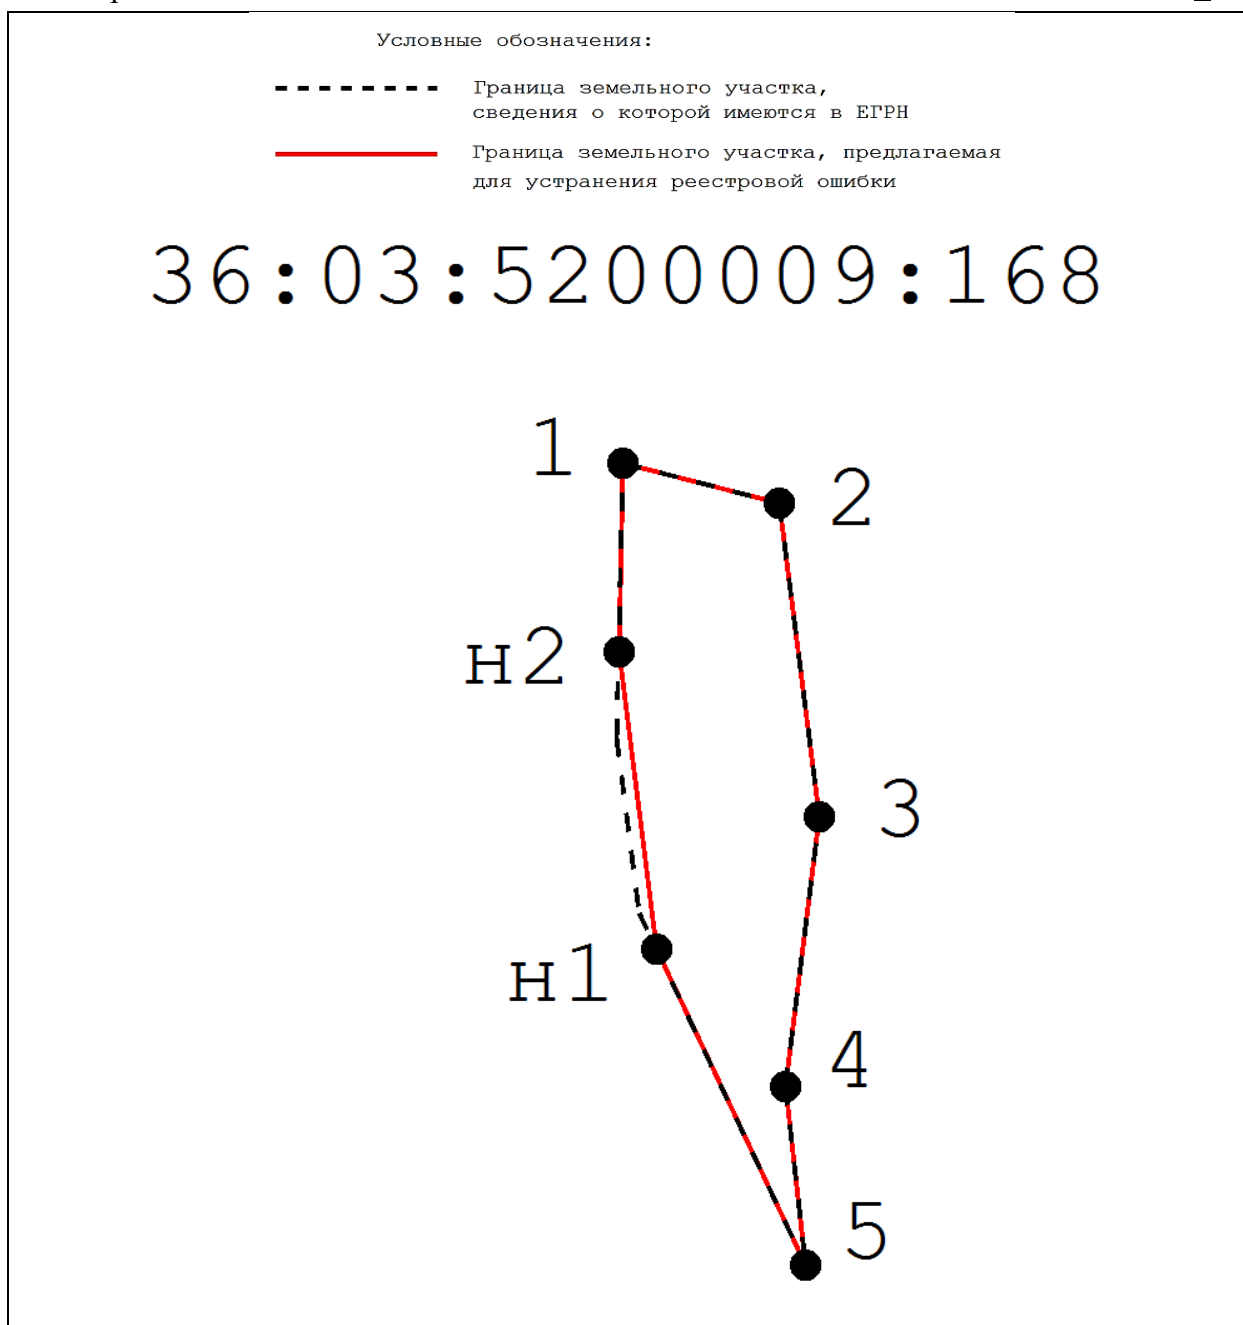 Условные обозначения:
Граница земельного участка,
сведения о которой имеются в ЕГРН
Граница земельного участка, предлагаемая
для устранения реестровой ошибки
36:03:5200009:168
1
2
н2
3
н1
4
5